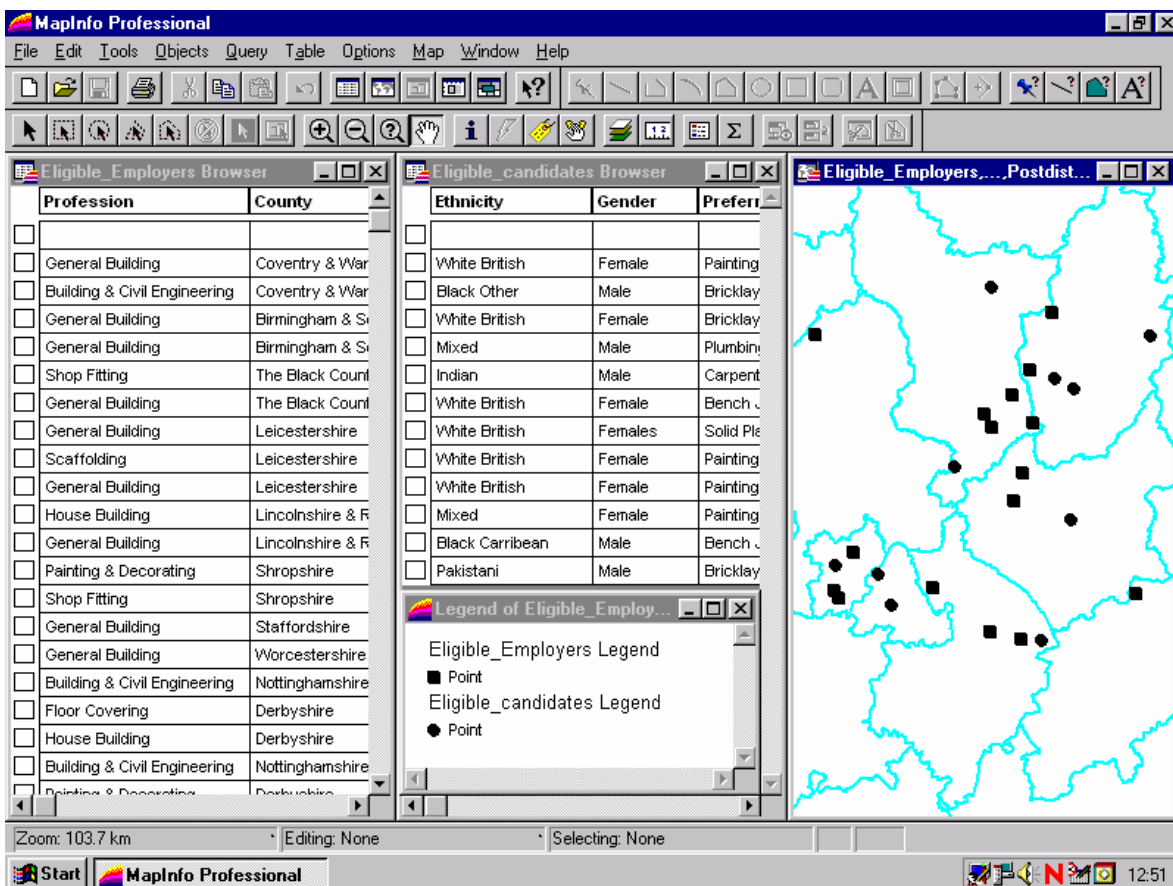 MapInfo Professional
File Edit Tools Objects Query Table Options Map Window Help
Eligible_Employers Browser
Profession County
General Building Coventry & War
Building & Civil Engineering Coventry & War
General Building Birmingham & S
General Building Birmingham & S
Shop Fitting The Black Count
General Building The Black Count
General Building Leicestershire
Scaffolding Leicestershire
General Building Leicestershire
House Building Lincolnshire & R
General Building Lincolnshire & R
Painting & Decorating Shropshire
Shop Fitting Shropshire
General Building Staffordshire
General Building Worcestershire
Building & Civil Engineering Nottinghamshire
Floor Covering Derbyshire
House Building Derbyshire
Building & Civil Engineering Nottinghamshire
Painting & Decorating Derbyshire
Eligible_candidates Browser
Ethnicity Gender Preferr
White British Female Painting
Black Other Male Bricklay
White British Female Bricklay
Mixed Male Plumbing
Indian Male Carpent
White British Female Bench J
White British Females Solid Pla
White British Female Painting
White British Female Painting
Mixed Female Painting
Black Carribean Male Bench J
Pakistani Male Bricklay
Legend of Eligible_Employ...
Eligible_Employers Legend
Point
Eligible_candidates Legend
Point
Eligible_Employers,...,Postdist...
Zoom: 103.7 km Editing: None Selecting: None
Start MapInfo Professional 12:51